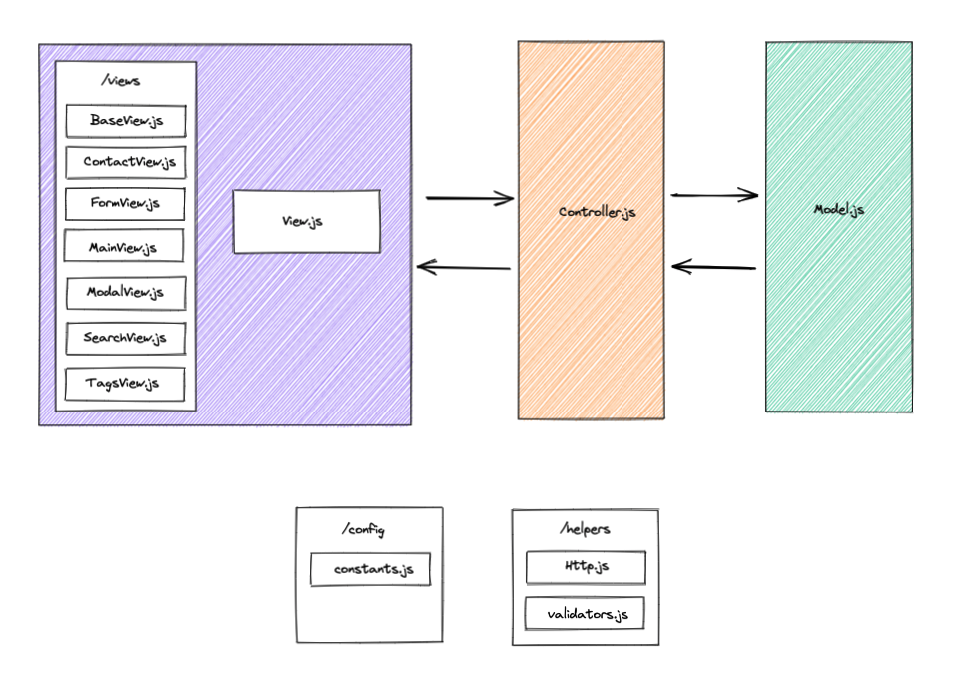 /views
BaseView.js
ContactView.js
FormView.js
MainView.js
ModalView.js
SearchView.js
TagsView.js
View.js
Controller.js
Model.js
/config
constants.js
/helpers
Http.js
validators.js